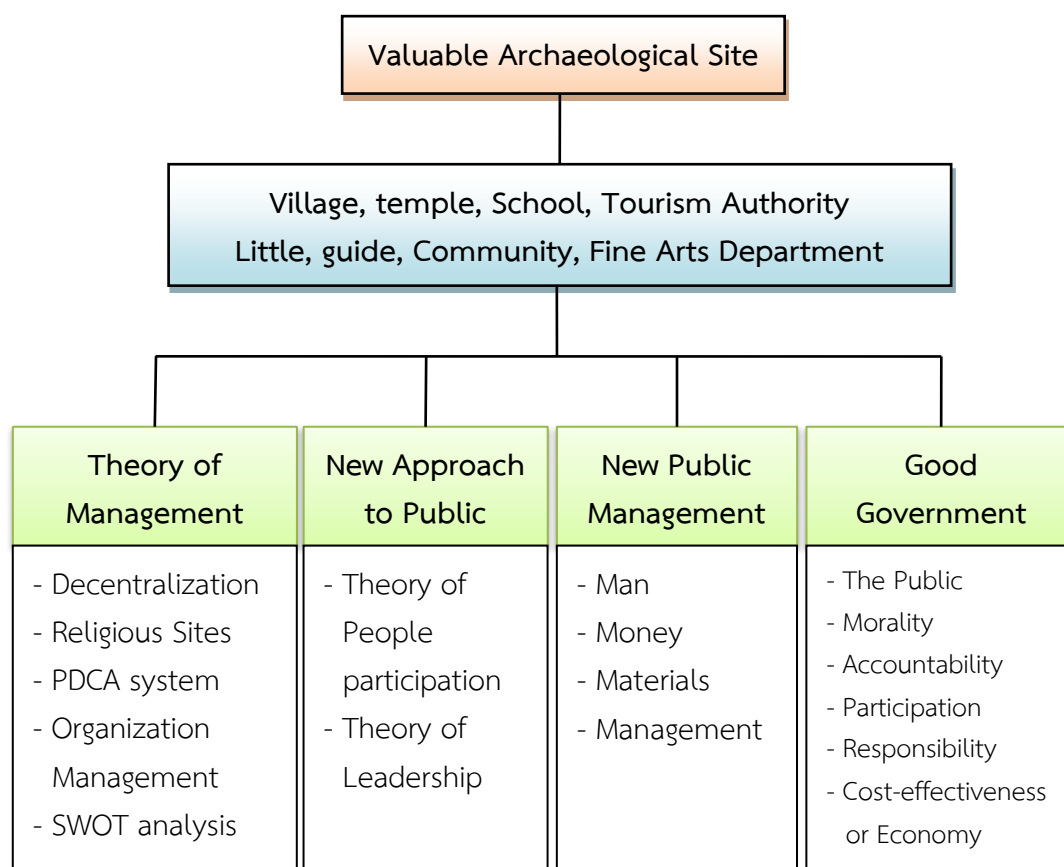 Valuable Archaeological Site
Village, temple, School, Tourism Authority
Little, guide, Community, Fine Arts Department
Theory of
Management
- Decentralization
- Religious Sites
- PDCA system
- Organization
Management
- SWOT analysis
New Approach
to Public
- Theory of
People
participation
- Theory of
Leadership
New Public
Management
- Man
- Money
- Materials
- Management
Good
Government
- The Public
- Morality
- Accountability
- Participation
- Responsibility
- Cost-effectiveness
or Economy